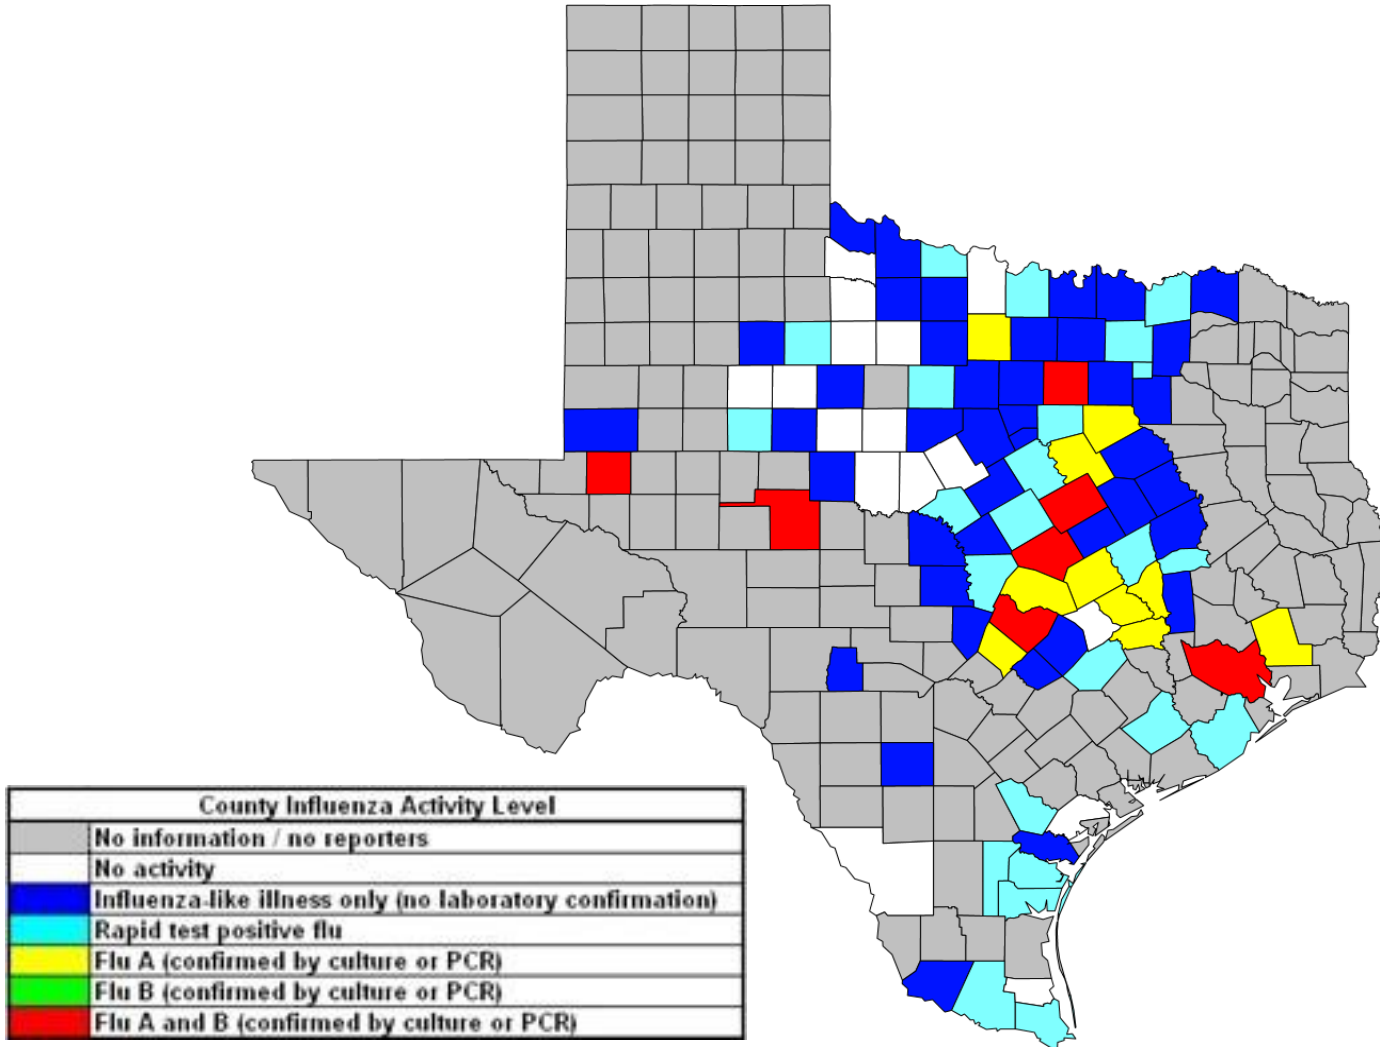 County Influenza Activity Level
No information / no reporters
No activity
Influenza-like illness only (no laboratory confirmation)
Rapid test positive flu
Flu A (confirmed by culture or PCR)
Flu B (confirmed by culture or PCR)
Flu A and B (confirmed by culture or PCR)